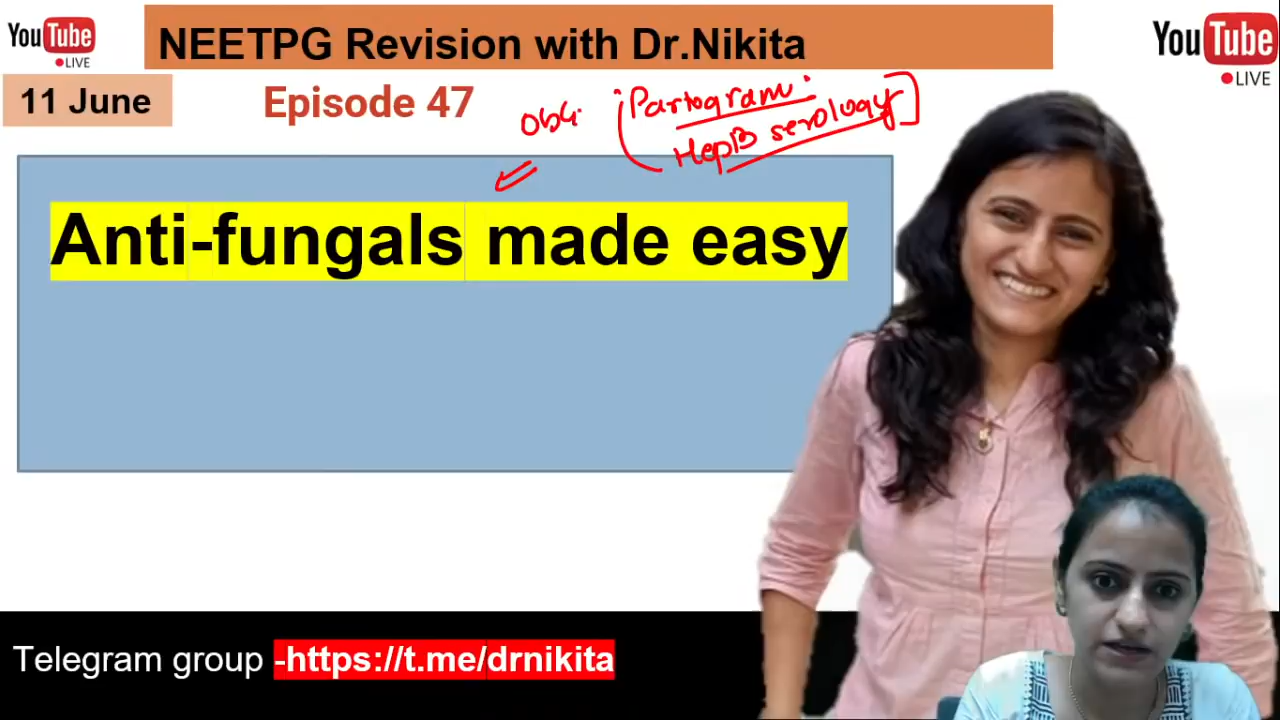 YouTube
LIVE
NEETPG Revision with Dr.Nikita
YouTube
LIVE
11 June
Episode 47
ObG
Partogram
HepB serology
Anti-fungals made easy
Telegram group -https://t.me/drnikita